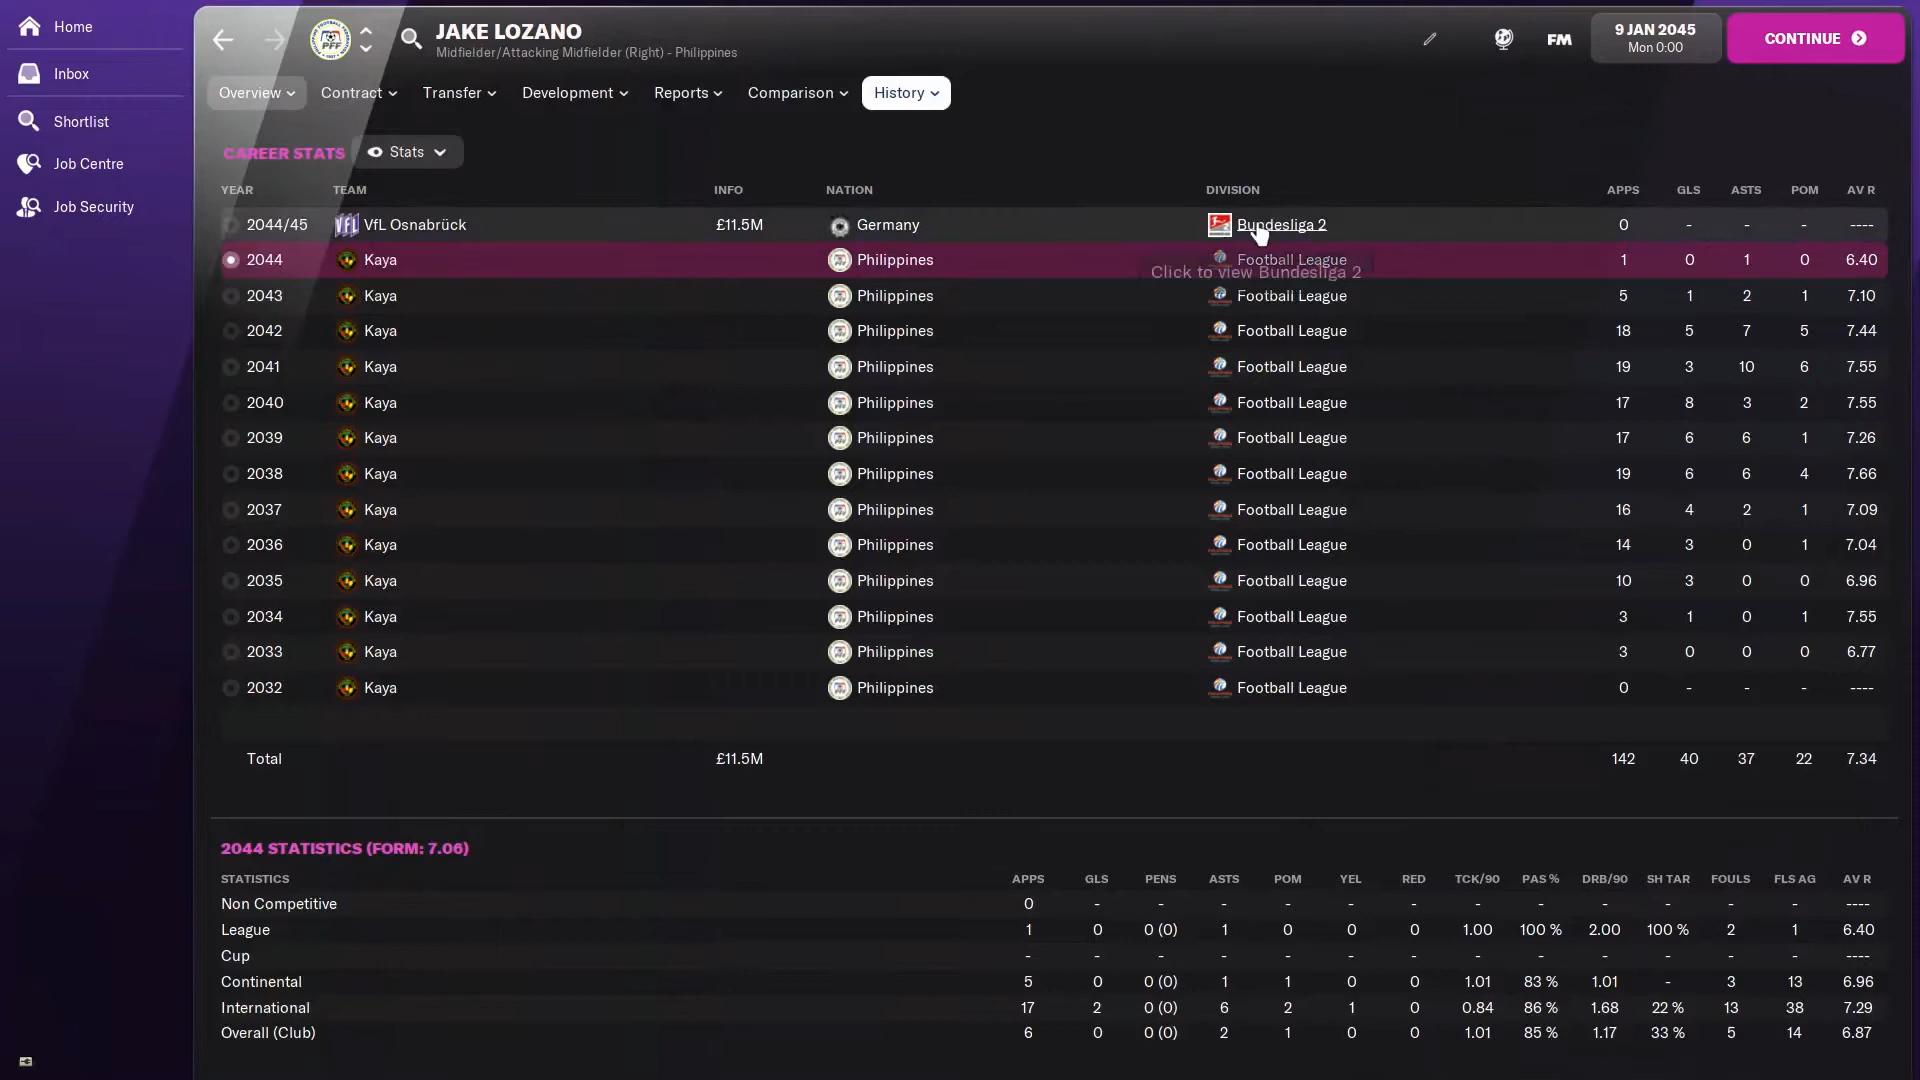 Home
Inbox
Shortlist
Job Centre
Job Security
JAKE LOZANO
Midfielder/Attacking Midfielder (Right) - Philippines
FM
9 JAN 2045
Mon 0:00
CONTINUE
Overview Contract Transfer Development Reports Comparison History
CAREER STATS Stats
YEAR TEAM INFO NATION DIVISION APPS GLS ASTS POM AV R
2044/45 VfL Osnabrück £11.5M Germany Bundesliga 2 0 - - - ----
2044 Kaya Philippines Football League 1 0 1 0 6.40
Click to view Bundesliga 2
2043 Kaya Philippines Football League 5 1 2 1 7.10
2042 Kaya Philippines Football League 18 5 7 5 7.44
2041 Kaya Philippines Football League 19 3 10 6 7.55
2040 Kaya Philippines Football League 17 8 3 2 7.55
2039 Kaya Philippines Football League 17 6 6 1 7.26
2038 Kaya Philippines Football League 19 6 6 4 7.66
2037 Kaya Philippines Football League 16 4 2 1 7.09
2036 Kaya Philippines Football League 14 3 0 1 7.04
2035 Kaya Philippines Football League 10 3 0 0 6.96
2034 Kaya Philippines Football League 3 1 0 1 7.55
2033 Kaya Philippines Football League 3 0 0 0 6.77
2032 Kaya Philippines Football League 0 - - - ----
Total £11.5M 142 40 37 22 7.34
2044 STATISTICS (FORM: 7.06)
STATISTICS APPS GLS PENS ASTS POM YEL RED TCK/90 PAS % DRB/90 SH TAR FOULS FLS AG AV R
Non Competitive 0 - - - - - - - - - - - - ----
League 1 0 0 (0) 1 0 0 0 1.00 100 % 2.00 100 % 2 1 6.40
Cup - - - - - - - - - - - - - ----
Continental 5 0 0 (0) 1 1 0 0 1.01 83 % 1.01 - 3 13 6.96
International 17 2 0 (0) 6 2 1 0 0.84 86 % 1.68 22 % 13 38 7.29
Overall (Club) 6 0 0 (0) 2 1 0 0 1.01 85 % 1.17 33 % 5 14 6.87